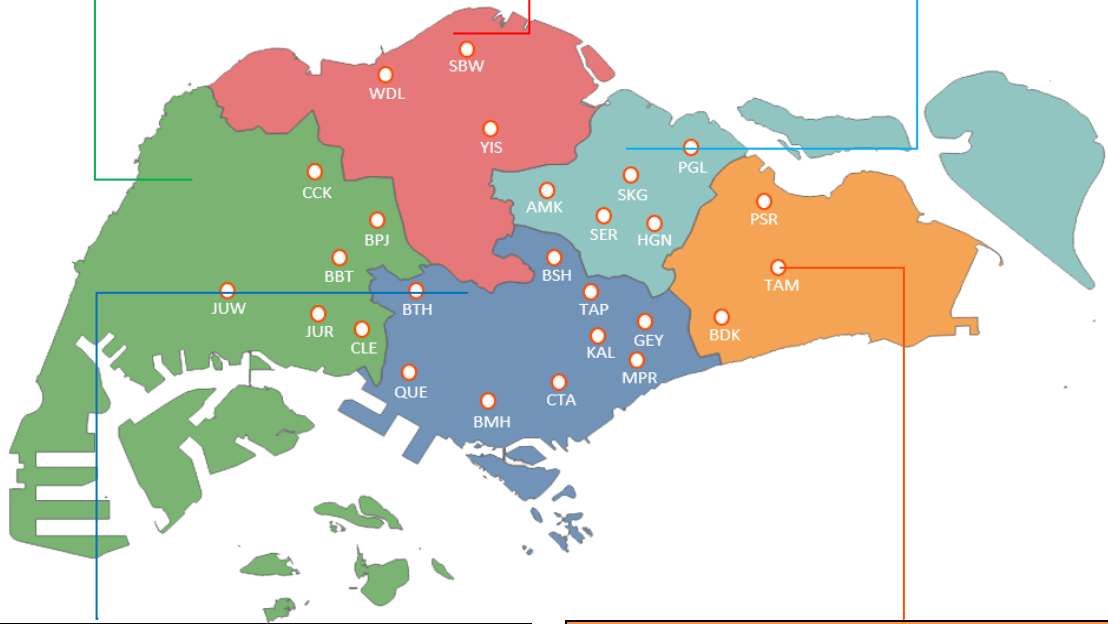 SBW
WDL
YIS
PGL
CCK
SKG
AMK
PSR
SER
HGN
BPJ
BBT
BSH
TAM
JUW
BTH
TAP
JUR
CLE
GEY
BDK
KAL
MPR
QUE
CTA
BMH